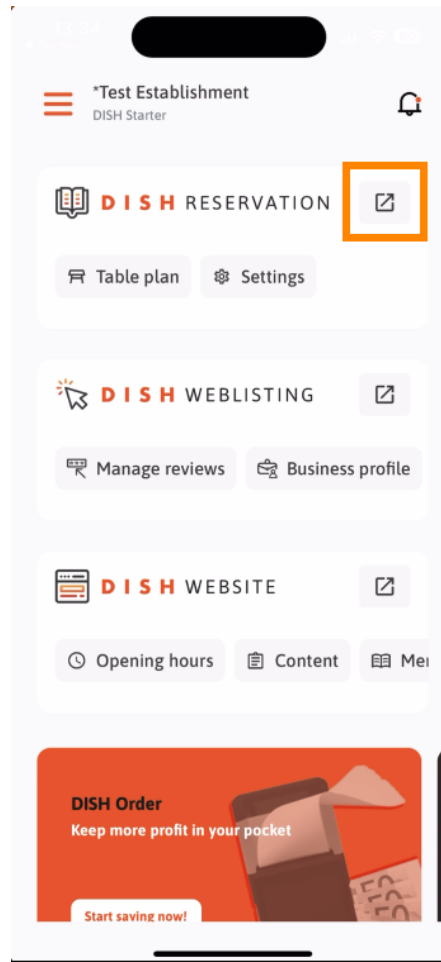 *Test Establishment
DISH Starter
DISH RESERVATION
Table plan
Settings
DISH WEBLISTING
Manage reviews
Business profile
DISH WEBSITE
Opening hours
Content
DISH Order
Keep more profit in your pocket
Start saving now!